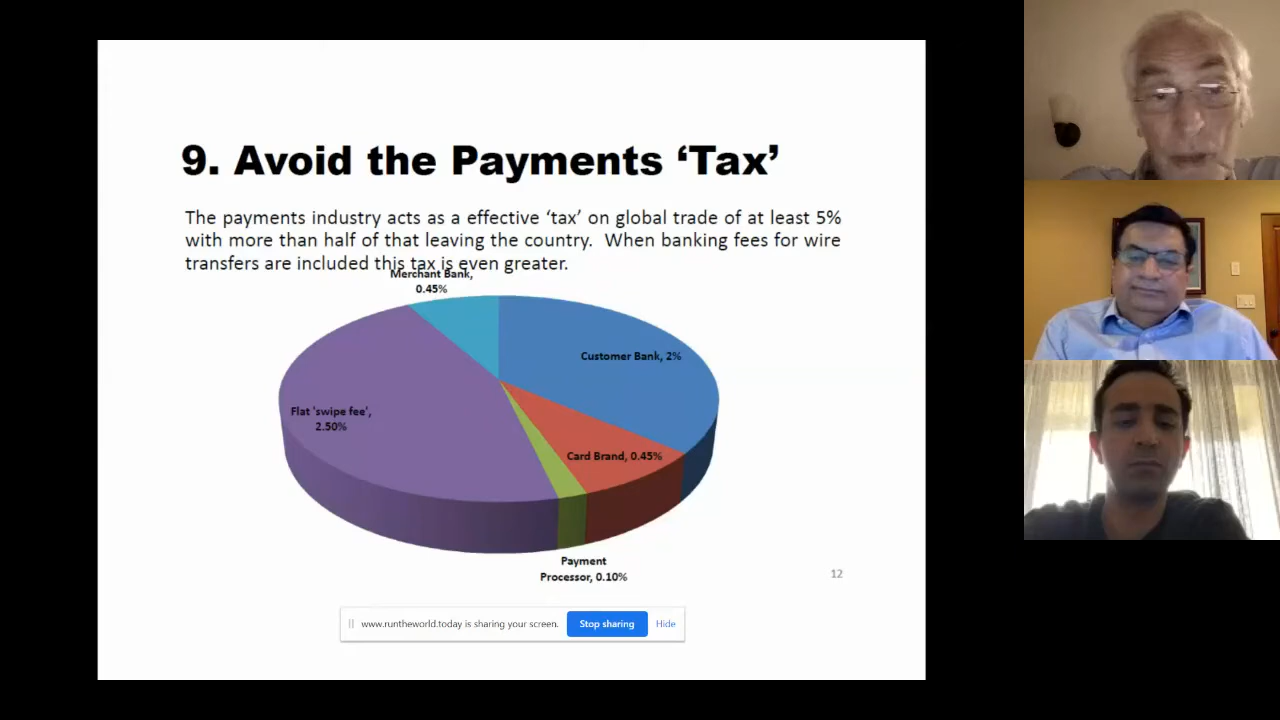 9. Avoid the Payments ‘Tax’
The payments industry acts as a effective ‘tax’ on global trade of at least 5%
with more than half of that leaving the country.  When banking fees for wire
transfers are included this tax is even greater.
Merchant Bank,
0.45%
Customer Bank, 2%
Flat 'swipe fee',
2.50%
Card Brand, 0.45%
Payment
Processor, 0.10%
12
www.runtheworld.today is sharing your screen.
Stop sharing
Hide